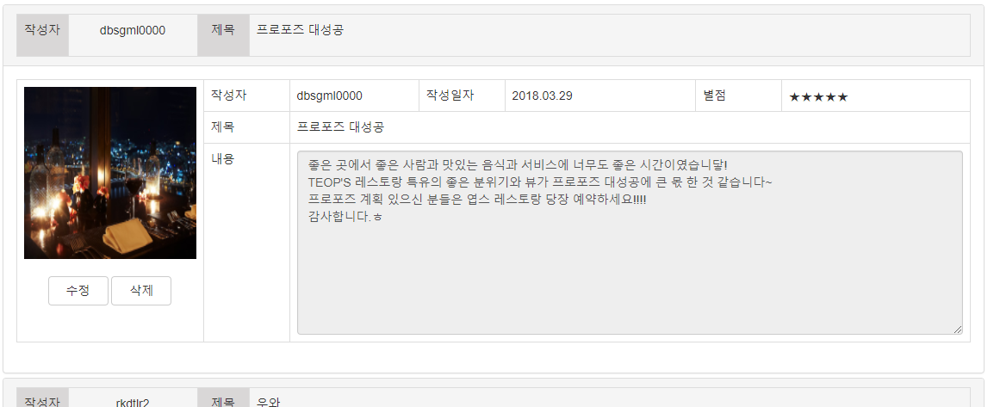 작성자 dbsgml0000 제목 프로포즈 대성공
작성자 dbsgml0000 작성일자 2018.03.29 별점 ★★★★★
제목 프로포즈 대성공
내용
좋은 곳에서 좋은 사람과 맛있는 음식과 서비스에 너무도 좋은 시간이였습니닿!
TEOP'S 레스토랑 특유의 좋은 분위기와 뷰가 프로포즈 대성공에 큰 몫 한 것 같습니다~
프로포즈 계획 있으신 분들은 엽스 레스토랑 당장 예약하세요!!!!
감사합니다.ㅎ
수정 삭제
작성자 rkdtlr2 제목 우와